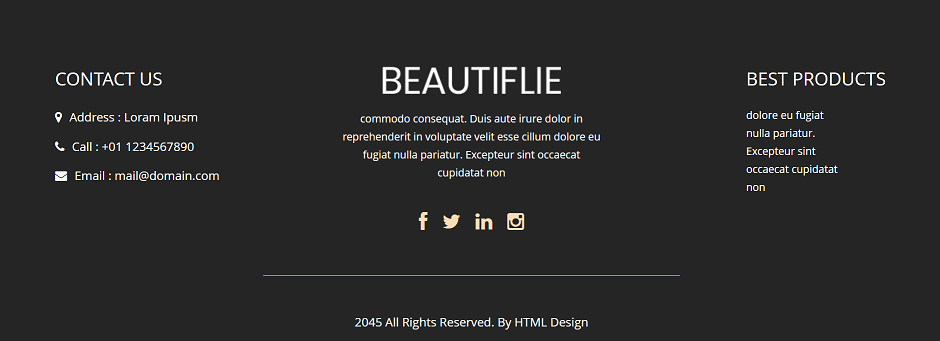 CONTACT US
Address : Loram Ipusm
Call : +01 1234567890
Email : mail@domain.com
BEAUTIFLIE
commodo consequat. Duis aute irure dolor in
reprehenderit in voluptate velit esse cillum dolore eu
fugiat nulla pariatur. Excepteur sint occaecat
cupidatat non
BEST PRODUCTS
dolore eu fugiat
nulla pariatur.
Excepteur sint
occaecat cupidatat
non
2045 All Rights Reserved. By HTML Design